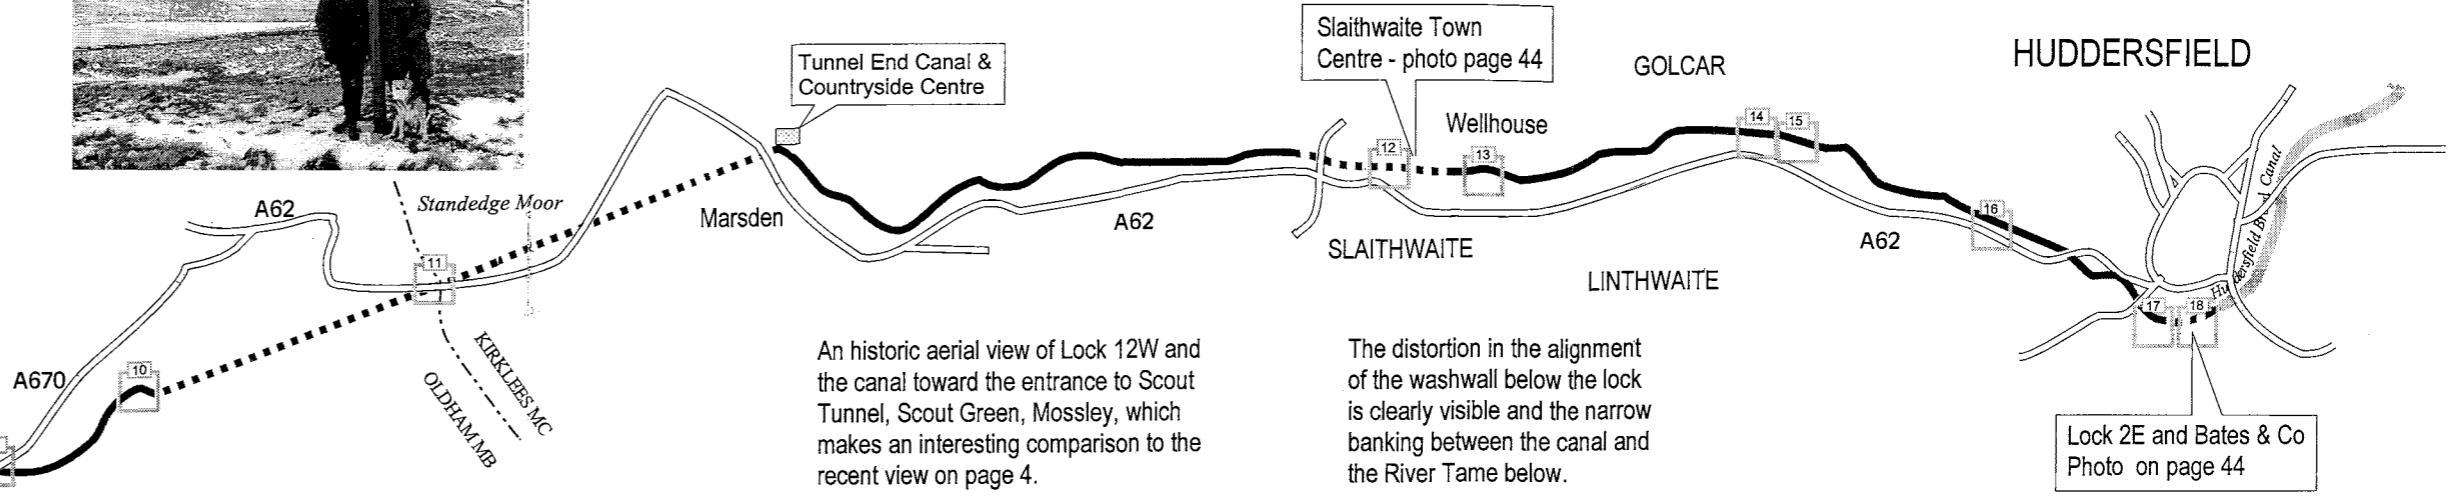 Tunnel End Canal &
Countryside Centre
Slaithwaite Town
Centre - photo page 44
GOLCAR
HUDDERSFIELD
Wellhouse
14
15
12
13
Standedge Moor
A62
Marsden
A62
SLAITHWAITE
LINTHWAITE
A62
16
Huddersfield Broad Canal
11
17
18
10
A670
KIRKLEES MC
OLDHAM MB
An historic aerial view of Lock 12W and
the canal toward the entrance to Scout
Tunnel, Scout Green, Mossley, which
makes an interesting comparison to the
recent view on page 4.
The distortion in the alignment
of the washwall below the lock
is clearly visible and the narrow
banking between the canal and
the River Tame below.
Lock 2E and Bates & Co
Photo on page 44